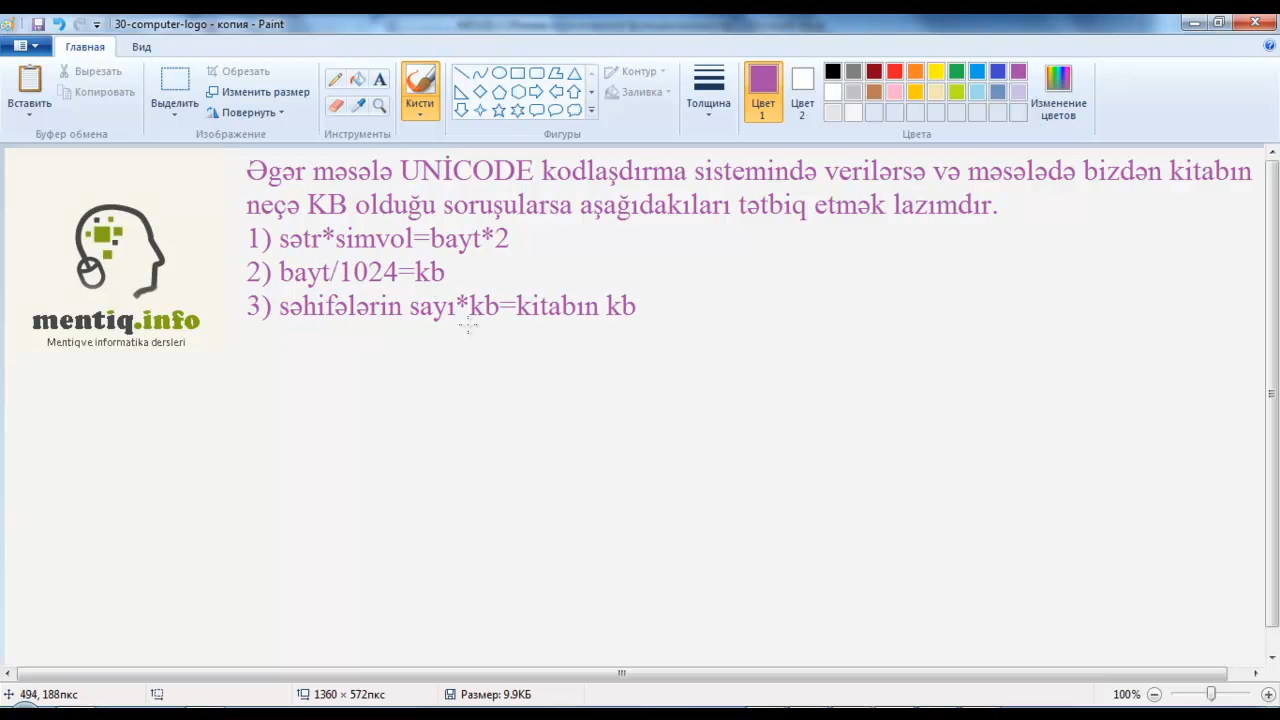 30-computer-logo - копия - Paint
Главная Вид
Вставить
Вырезать
Копировать
Буфер обмена
Выделить
Обрезать
Изменить размер
Повернуть
Изображение
A
Инструменты
Кисти
Контур
Заливка
Фигуры
Толщина
Цвет 1
Цвет 2
Изменение цветов
Цвета
Əgər məsələ UNİCODE kodlaşdırma sistemində verilərsə və məsələdə bizdən kitabın
neçə KB olduğu soruşularsa aşağıdakıları tətbiq etmək lazımdır.
1) sətr*simvol=bayt*2
2) bayt/1024=kb
3) səhifələrin sayı*kb=kitabın kb
mentiq.info
Mentiqve informatika dersleri
494, 188пкс
1360 × 572пкс
Размер: 9.9КБ
100%